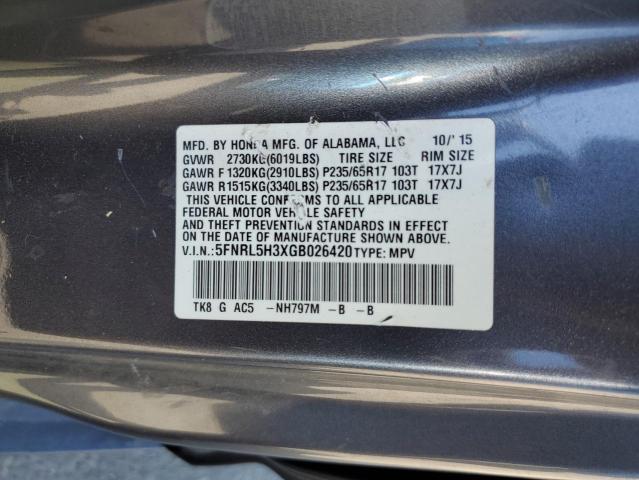 MFD. BY HONDA MFG. OF ALABAMA, LLC 10/'15
GVWR 2730KG(6019LBS) TIRE SIZE RIM SIZE
GAWR F 1320KG(2910LBS) P235/65R17 103T 17X7J
GAWR R1515KG(3340LBS) P235/65R17 103T 17X7J
THIS VEHICLE CONFORMS TO ALL APPLICABLE
FEDERAL MOTOR VEHICLE SAFETY
AND THEFT PREVENTION STANDARDS IN EFFECT
ON THE DATE OF MANUFACTURE SHOWN ABOVE.
V.I.N.:5FNRL5H3XGB026420 TYPE: MPV
TK8 G AC5 -NH797M -B -B